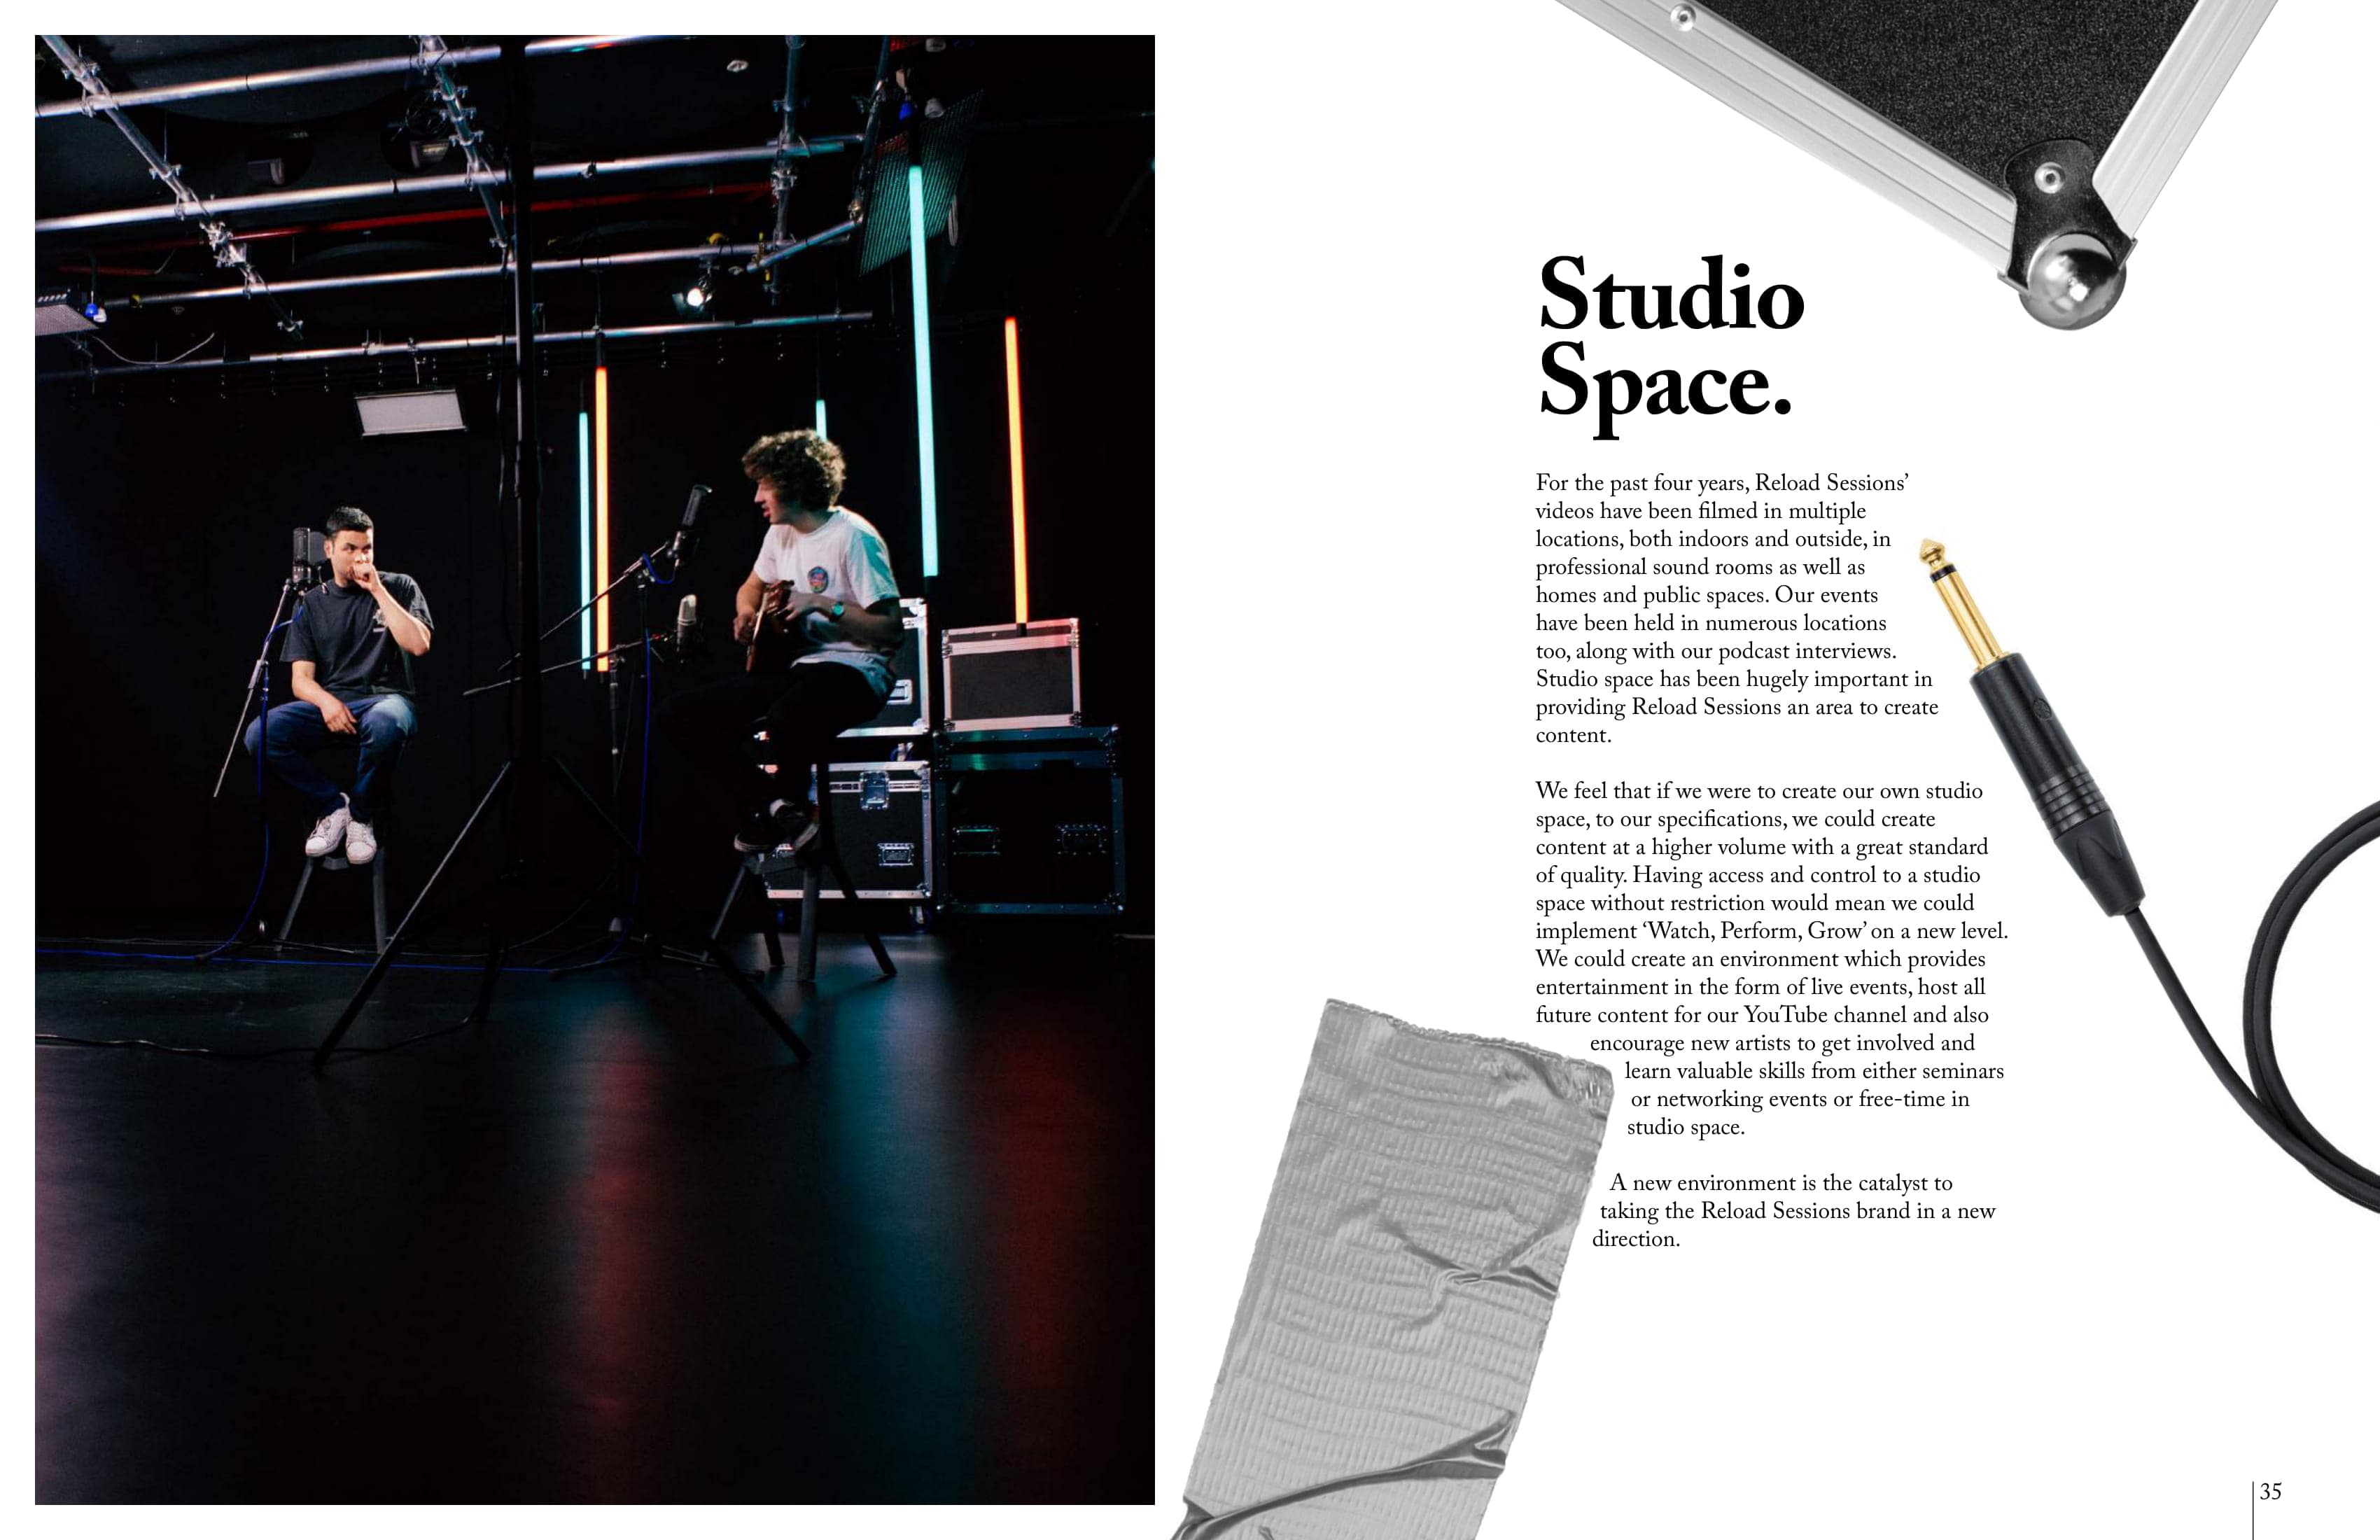 Studio
Space.
For the past four years, Reload Sessions’
videos have been filmed in multiple
locations, both indoors and outside, in
professional sound rooms as well as
homes and public spaces. Our events
have been held in numerous locations
too, along with our podcast interviews.
Studio space has been hugely important in
providing Reload Sessions an area to create
content.
We feel that if we were to create our own studio
space, to our specifications, we could create
content at a higher volume with a great standard
of quality. Having access and control to a studio
space without restriction would mean we could
implement ‘Watch, Perform, Grow’ on a new level.
We could create an environment which provides
entertainment in the form of live events, host all
future content for our YouTube channel and also
encourage new artists to get involved and
learn valuable skills from either seminars
or networking events or free-time in
studio space.
A new environment is the catalyst to
taking the Reload Sessions brand in a new
direction.
35